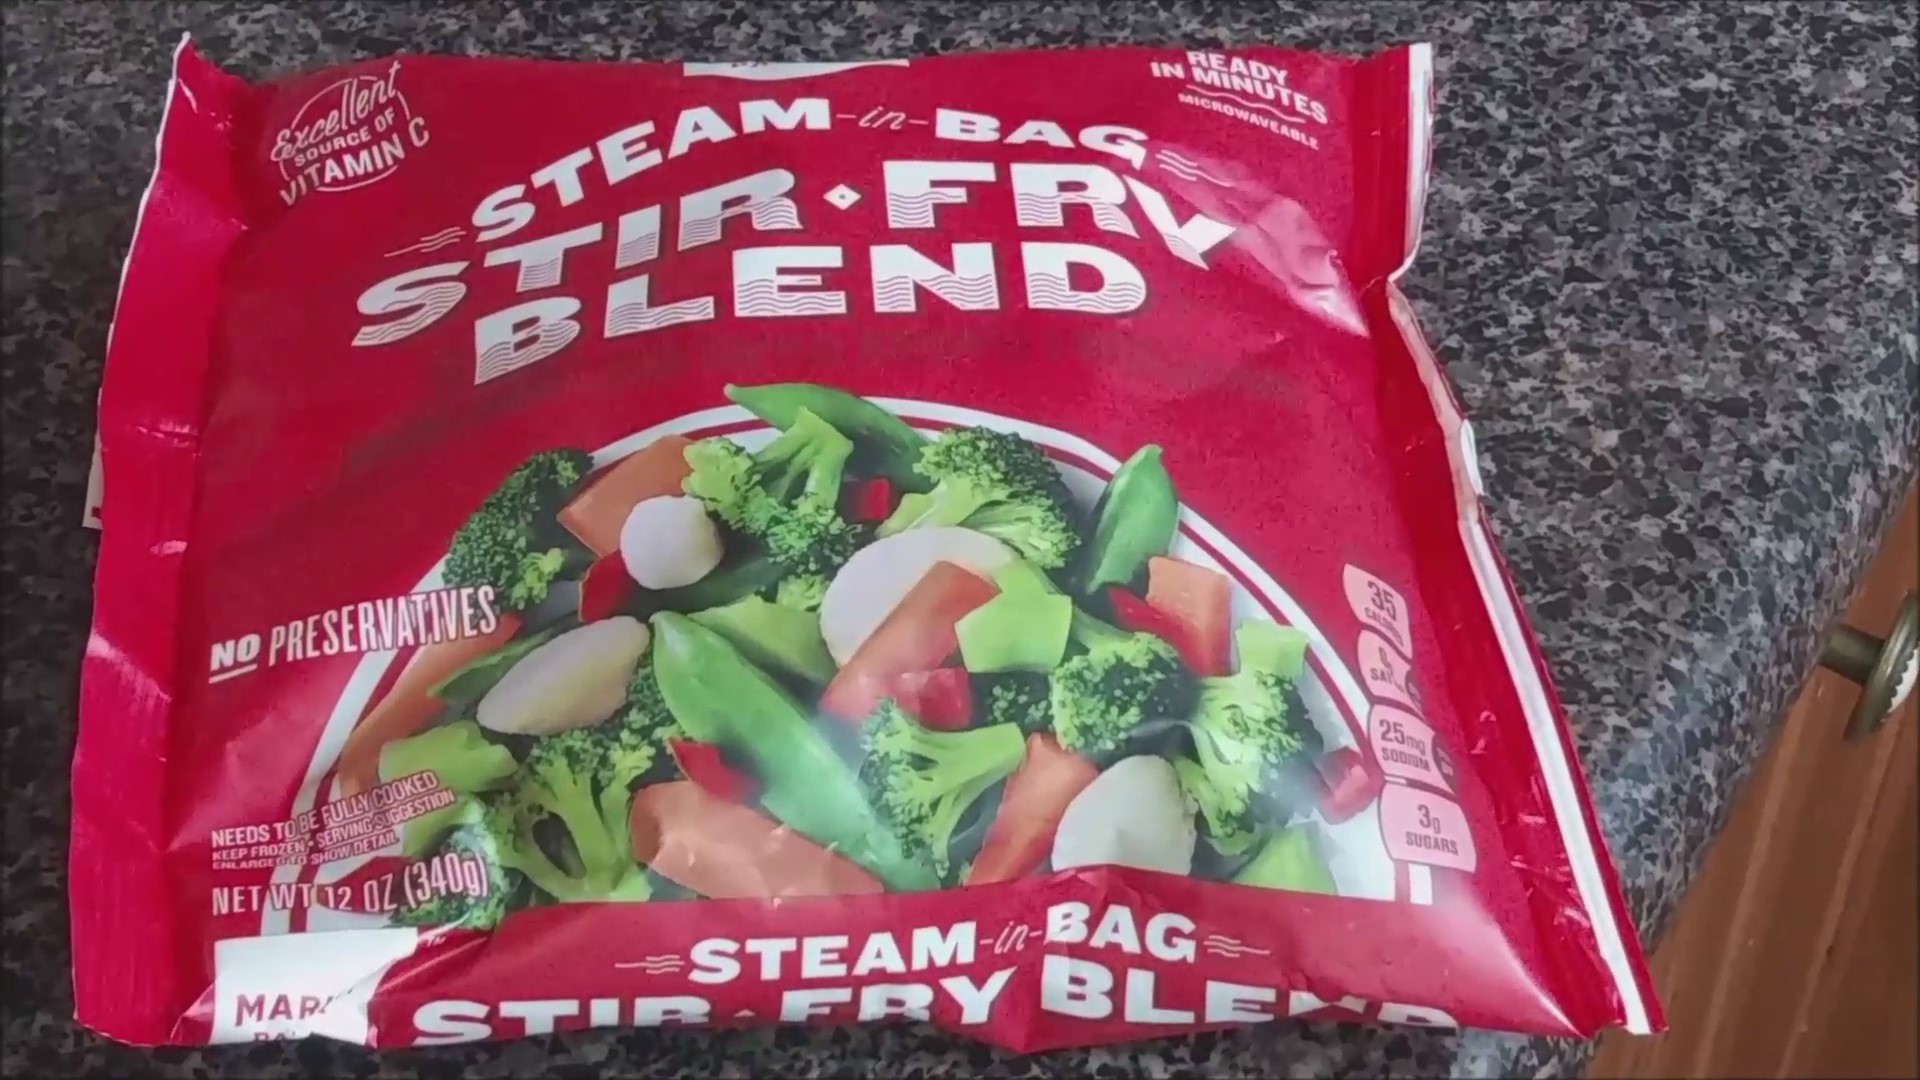 Excellent
SOURCE OF
VITAMIN C
READY
IN MINUTES
MICROWAVEABLE
STEAM-in-BAG
STIR·FRY
BLEND
NO PRESERVATIVES
35
CALORIES
25mg
SODIUM
3g
SUGARS
NEEDS TO BE FULLY COOKED
KEEP FROZEN • SERVING SUGGESTION
ENLARGED TO SHOW DETAIL
NET WT 12 OZ (340g)
STEAM-in-BAG
STIR·FRY BLEND